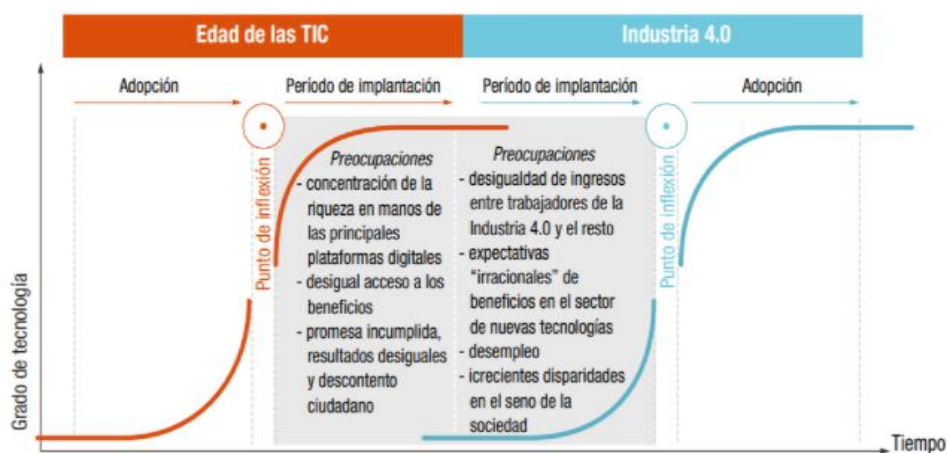 Edad de las TIC
Industria 4.0
Adopción
Período de implantación
Período de implantación
Adopción
Grado de tecnología
Punto de inflexión
Preocupaciones
- concentración de la
riqueza en manos de
las principales
plataformas digitales
- desigual acceso a los
beneficios
- promesa incumplida,
resultados desiguales
y descontento
ciudadano
Preocupaciones
- desigualdad de ingresos
entre trabajadores de la
Industria 4.0 y el resto
- expectativas
“irracionales” de
beneficios en el sector
de nuevas tecnologías
- desempleo
- icrecientes disparidades
en el seno de la
sociedad
Punto de inflexión
Tiempo